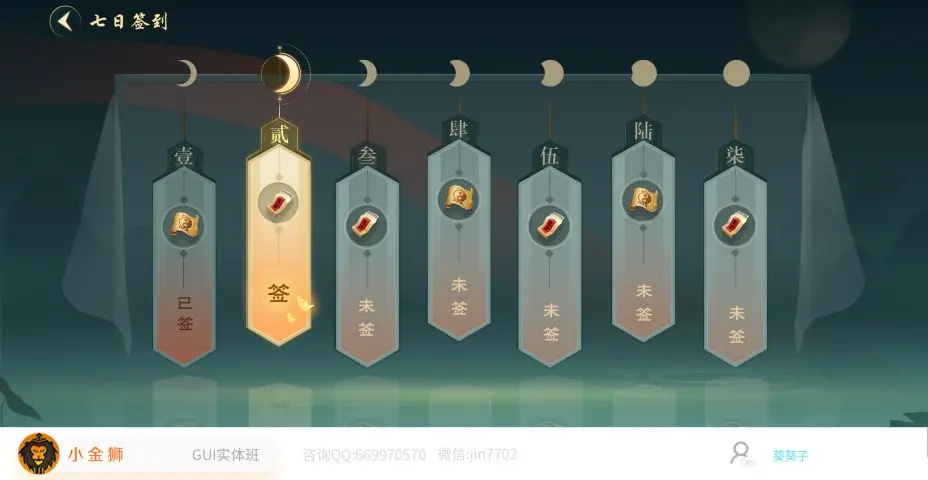 七日签到
壹
贰
叁
肆
伍
陆
柒
已签
签
未签
未签
未签
未签
未签
小金狮
GUI实体班
咨询QQ:669970570 微信:jin7702
葵葵子